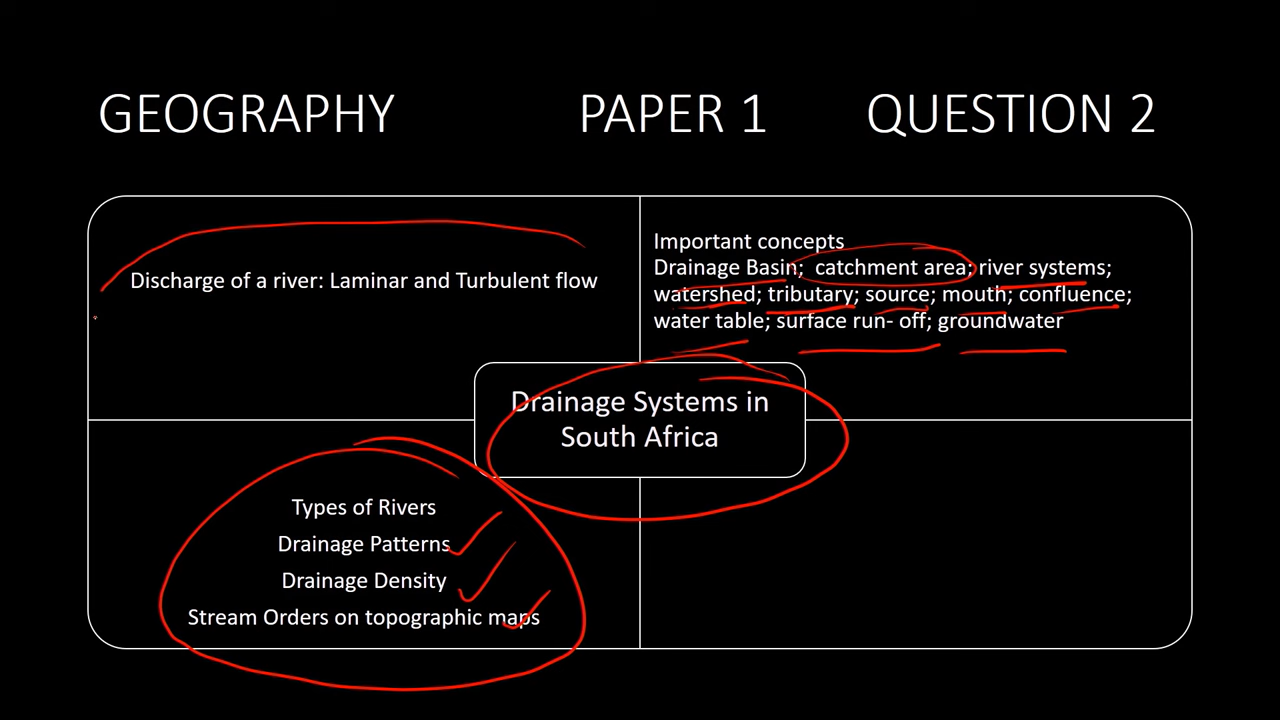 GEOGRAPHY PAPER 1 QUESTION 2
Discharge of a river: Laminar and Turbulent flow
Important concepts
Drainage Basin; catchment area; river systems;
watershed; tributary; source; mouth; confluence;
water table; surface run- off; groundwater
Drainage Systems in
South Africa
Types of Rivers
Drainage Patterns
Drainage Density
Stream Orders on topographic maps